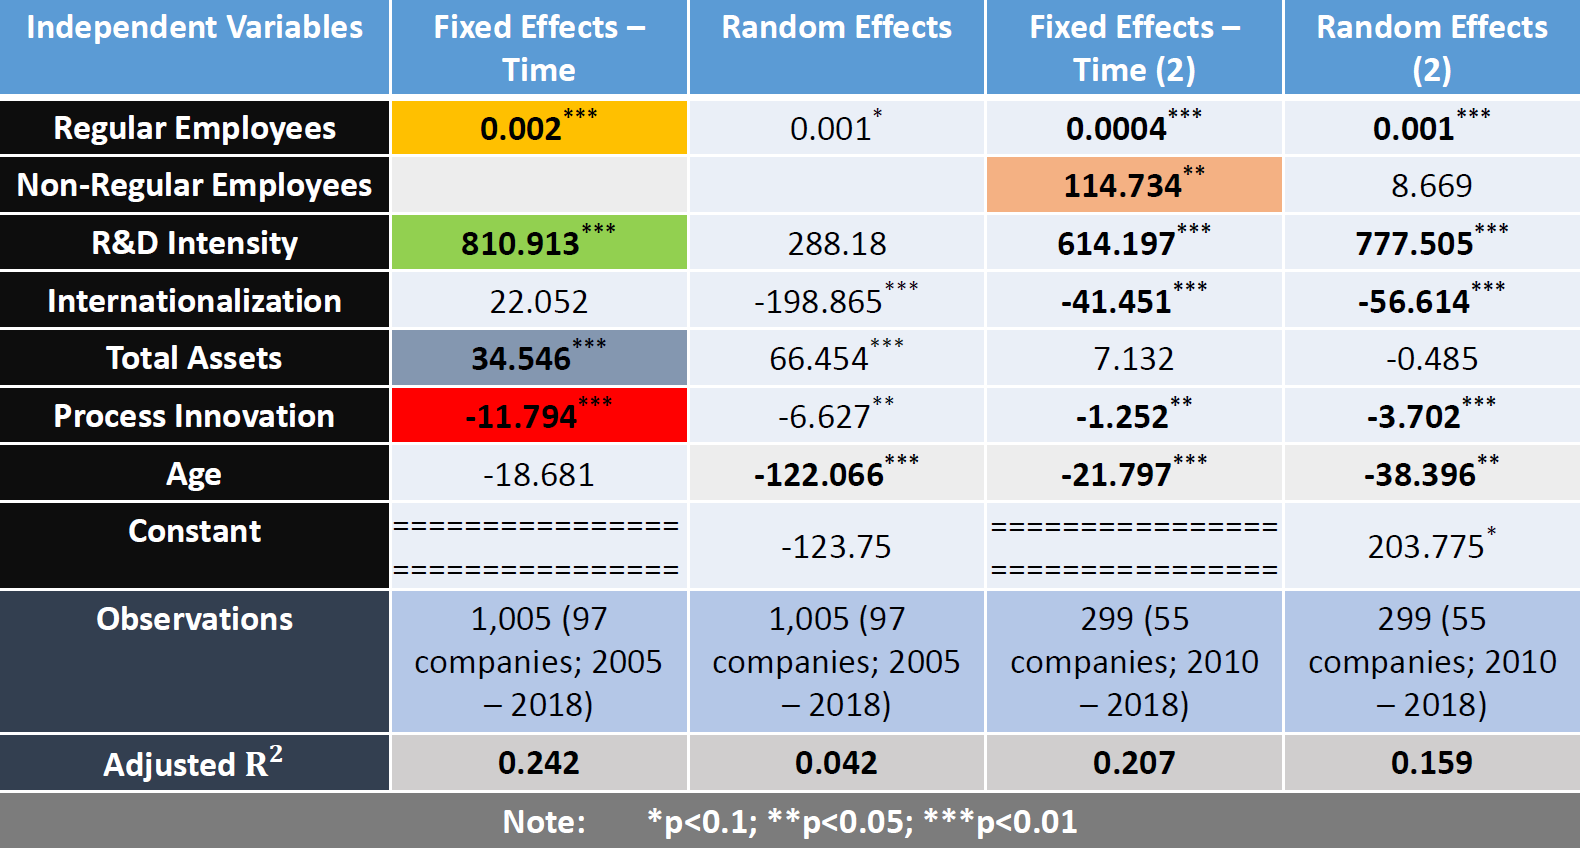 Independent Variables
Fixed Effects –
Time
Random Effects
Fixed Effects –
Time (2)
Random Effects
(2)
Regular Employees
0.002***
0.001*
0.0004***
0.001***
Non-Regular Employees
114.734**
8.669
R&D Intensity
810.913***
288.18
614.197***
777.505***
Internationalization
22.052
-198.865***
-41.451***
-56.614***
Total Assets
34.546***
66.454***
7.132
-0.485
Process Innovation
-11.794***
-6.627**
-1.252**
-3.702***
Age
-18.681
-122.066***
-21.797***
-38.396**
Constant
================
================
-123.75
================
================
203.775*
Observations
1,005 (97
companies; 2005
– 2018)
1,005 (97
companies; 2005
– 2018)
299 (55
companies; 2010
– 2018)
299 (55
companies; 2010
– 2018)
Adjusted R²
0.242
0.042
0.207
0.159
Note: *p<0.1; **p<0.05; ***p<0.01